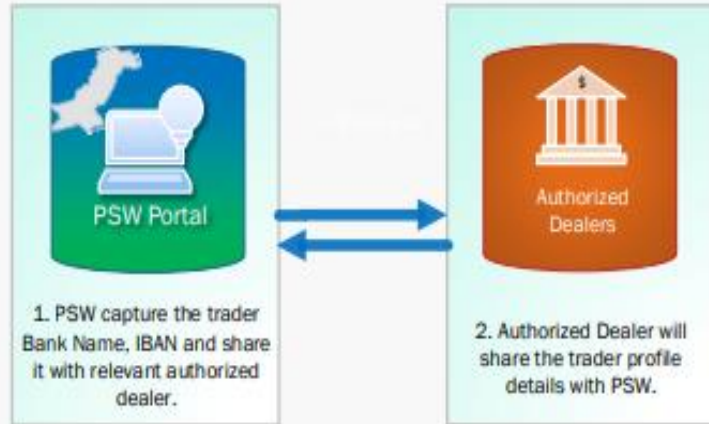 PSW Portal
1. PSW capture the trader
Bank Name, IBAN and share
it with relevant authorized
dealer.
$
Authorized
Dealers
2. Authorized Dealer will
share the trader profile
details with PSW.